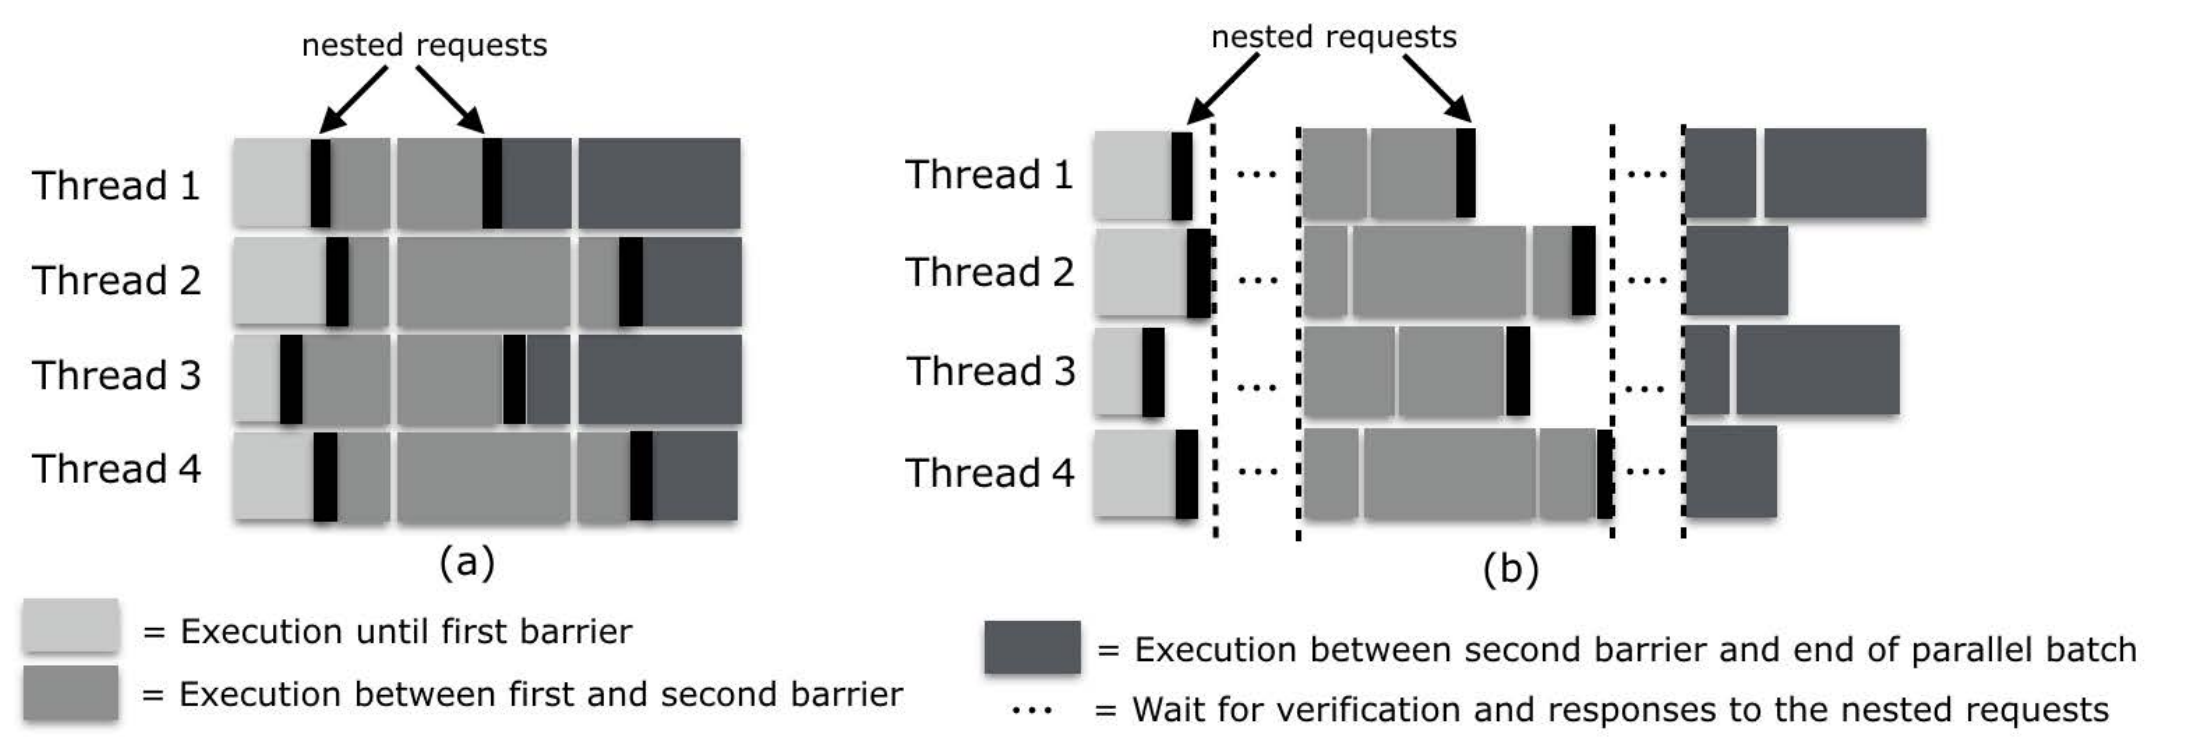 nested requests
Thread 1
Thread 2
Thread 3
Thread 4
(a)
nested requests
Thread 1
...
...
Thread 2
...
...
Thread 3
...
...
Thread 4
...
...
(b)
= Execution until first barrier
= Execution between first and second barrier
= Execution between second barrier and end of parallel batch
... = Wait for verification and responses to the nested requests